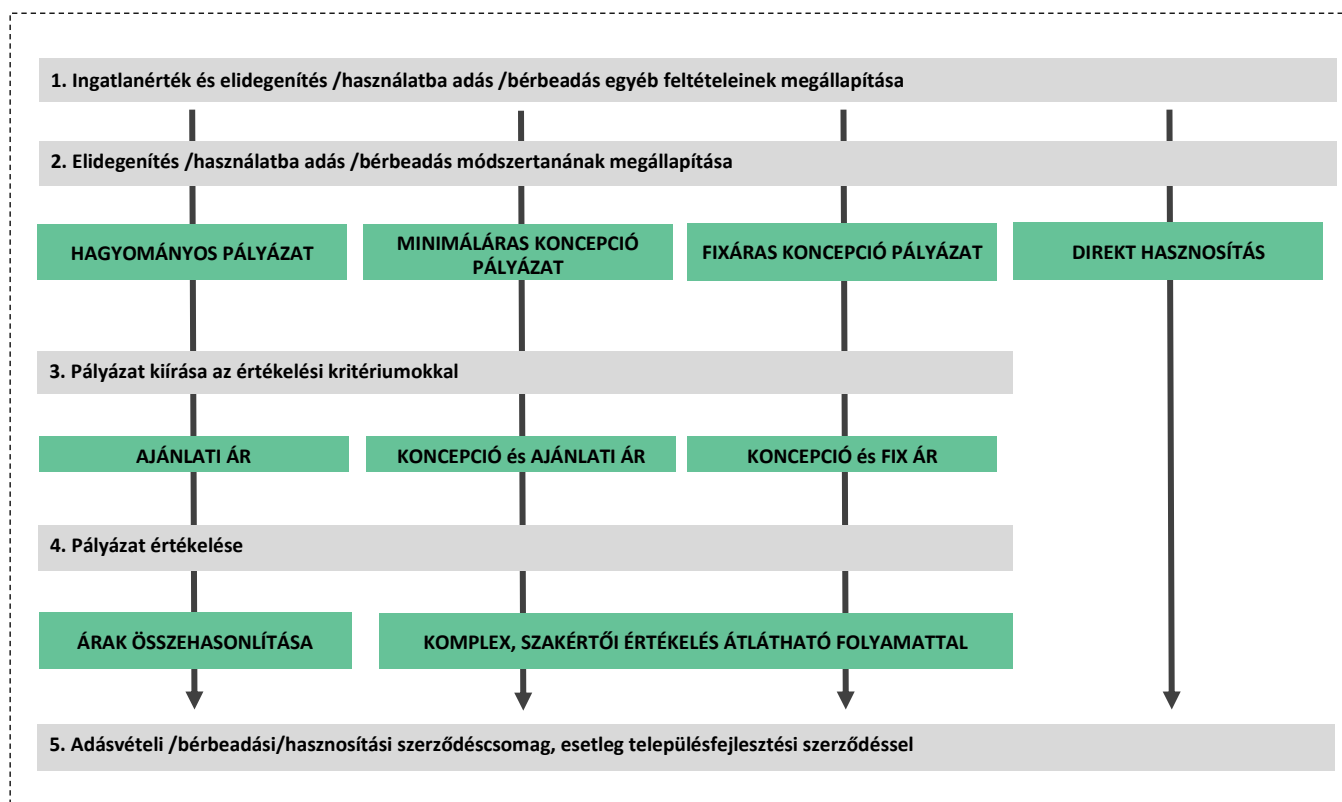 1. Ingatlanérték és elidegenítés /használatba adás /bérbeadás egyéb feltételeinek megállapítása
2. Elidegenítés /használatba adás /bérbeadás módszertanának megállapítása
HAGYOMÁNYOS PÁLYÁZAT
MINIMÁLÁRAS KONCEPCIÓ
PÁLYÁZAT
FIXÁRAS KONCEPCIÓ PÁLYÁZAT
DIREKT HASZNOSÍTÁS
3. Pályázat kiírása az értékelési kritériumokkal
AJÁNLATI ÁR
KONCEPCIÓ és AJÁNLATI ÁR
KONCEPCIÓ és FIX ÁR
4. Pályázat értékelése
ÁRAK ÖSSZEHASONLÍTÁSA
KOMPLEX, SZAKÉRTŐI ÉRTÉKELÉS ÁTLÁTHATÓ FOLYAMATTAL
5. Adásvételi /bérbeadási/hasznosítási szerződéscsomag, esetleg településfejlesztési szerződéssel